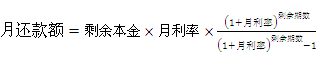 月还款额 = 剩余本金 × 月利率 × (1+月利率)^剩余期数 / ((1+月利率)^剩余期数 − 1)